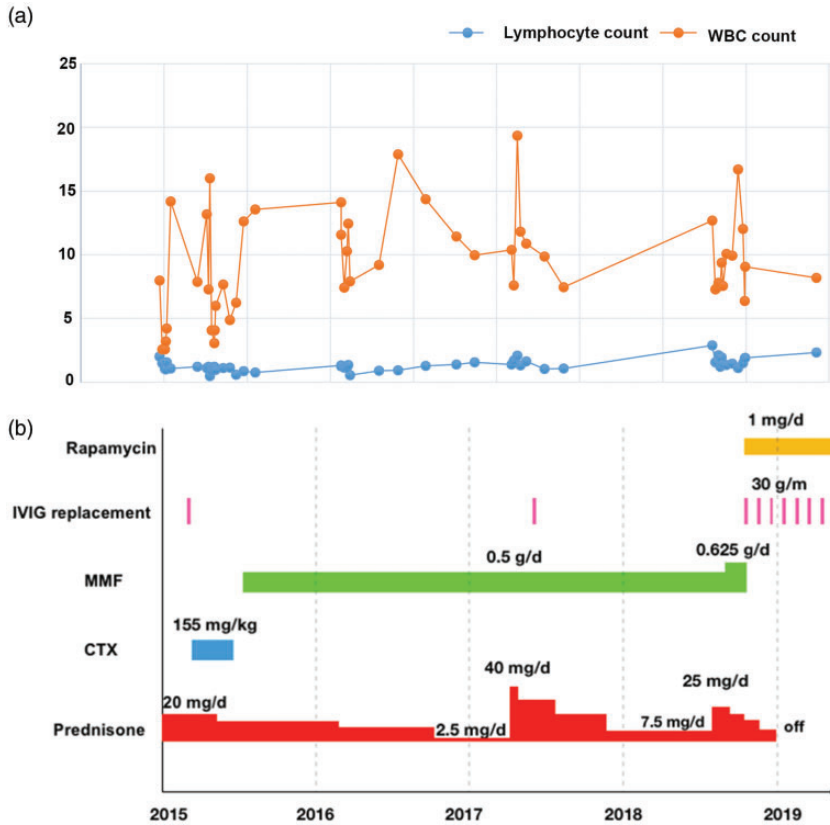 (a)
Lymphocyte count WBC count
25
20
15
10
5
0
(b)
1 mg/d
Rapamycin
30 g/m
IVIG replacement
0.5 g/d 0.625 g/d
MMF
155 mg/kg
CTX
40 mg/d 25 mg/d
20 mg/d
Prednisone 2.5 mg/d 7.5 mg/d off
2015 2016 2017 2018 2019